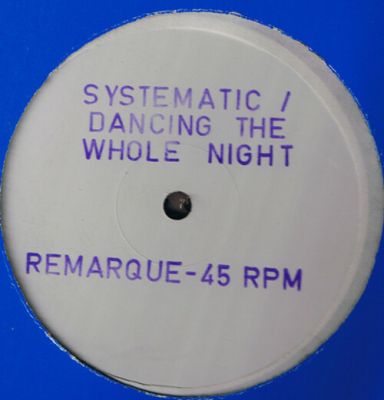 SYSTEMATIC /
DANCING THE
WHOLE NIGHT
REMARQUE-45 RPM